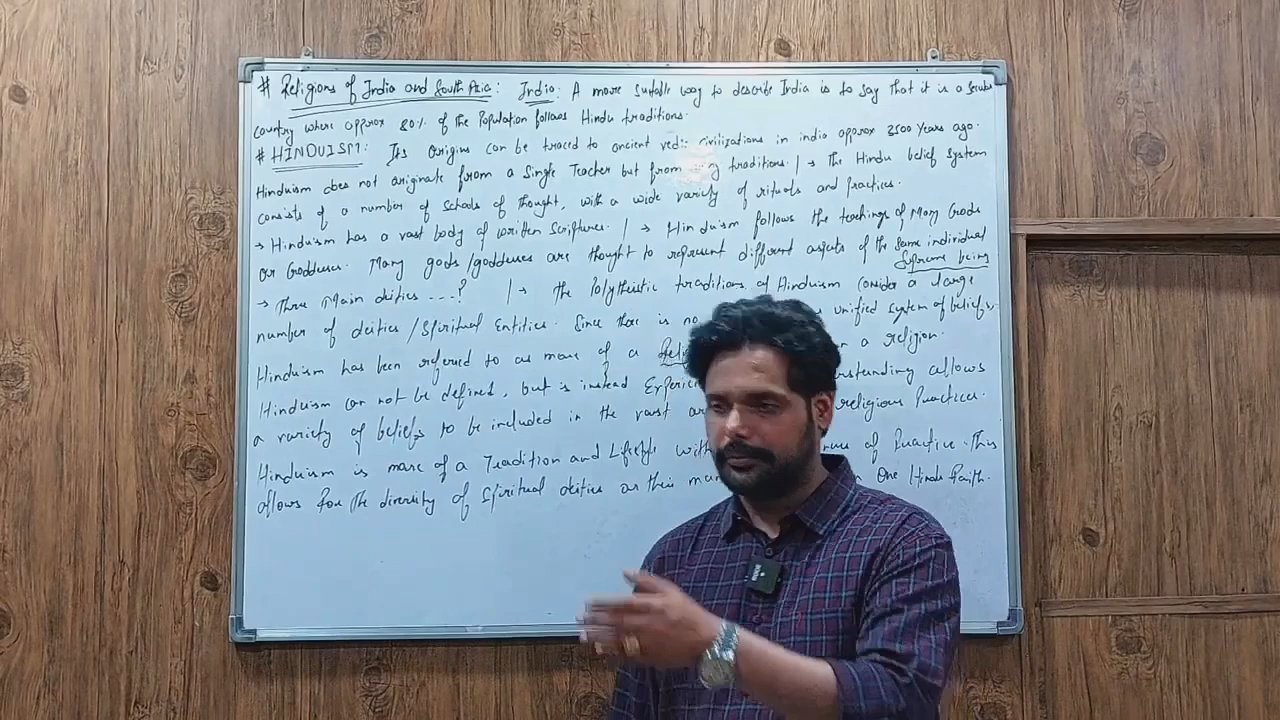 # Religions of India and South Asia: India: A more suitable way to describe India is to say that it is a secular
country where approx 80% of the Population follows Hindu traditions.
# HINDUISM: Its origins can be traced to ancient vedic civilizations in india approx 3500 Years ago.
Hinduism does not originate from a Single Teacher but from traditions. | → The Hindu belief System
consists of a number of Schools of thought, with a wide variety of rituals and Practices.
→ Hinduism has a vast body of written Scriptures. | → Hinduism follows the teachings of Many Gods
or Goddesses. Many gods/goddesses are thought to represent different aspects of the Same individual
Supreme being
→ Three Main deities ---? | → The Polytheistic traditions of Hinduism Consider a large
number of deities/Spiritual Entities. Since there is no unified System of beliefs,
Hinduism has been referred to as more of a a religion.
Hinduism can not be defined, but is instead allows
a variety of beliefs to be included in the vast religious Practices.
Hinduism is more of a Tradition and Lifestyle of Practice. This
allows for the diversity of Spiritual deities as their One Hindu Faith.